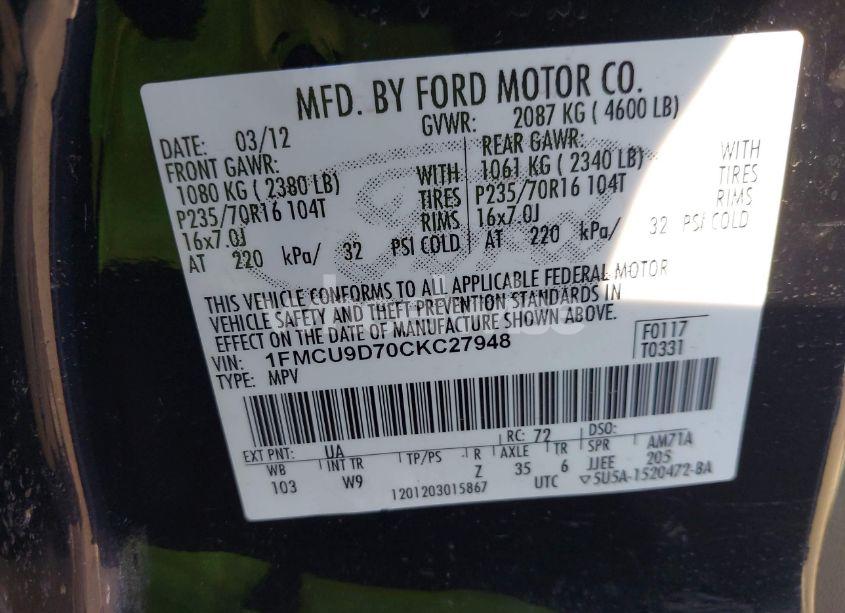 MFD. BY FORD MOTOR CO.
DATE: 03/12 GVWR: 2087 KG ( 4600 LB)
FRONT GAWR: REAR GAWR:
1080 KG ( 2380 LB) WITH 1061 KG ( 2340 LB) WITH
P235/70R16 104T TIRES P235/70R16 104T TIRES
16x7.0J RIMS 16x7.0J RIMS
AT 220 kPa/ 32 PSI COLD AT 220 kPa/ 32 PSI COLD
THIS VEHICLE CONFORMS TO ALL APPLICABLE FEDERAL MOTOR
VEHICLE SAFETY AND THEFT PREVENTION STANDARDS IN
EFFECT ON THE DATE OF MANUFACTURE SHOWN ABOVE.
VIN: 1FMCU9D70CKC27948 F0117
TYPE: MPV T0331
EXT PNT: UA RC: 72 DSO:
WB INT TR TP/PS R AXLE TR SPR AM71A
103 W9 Z 35 6 JJEE 205
1201203015867 UTC ▽5U5A-1520472-BA